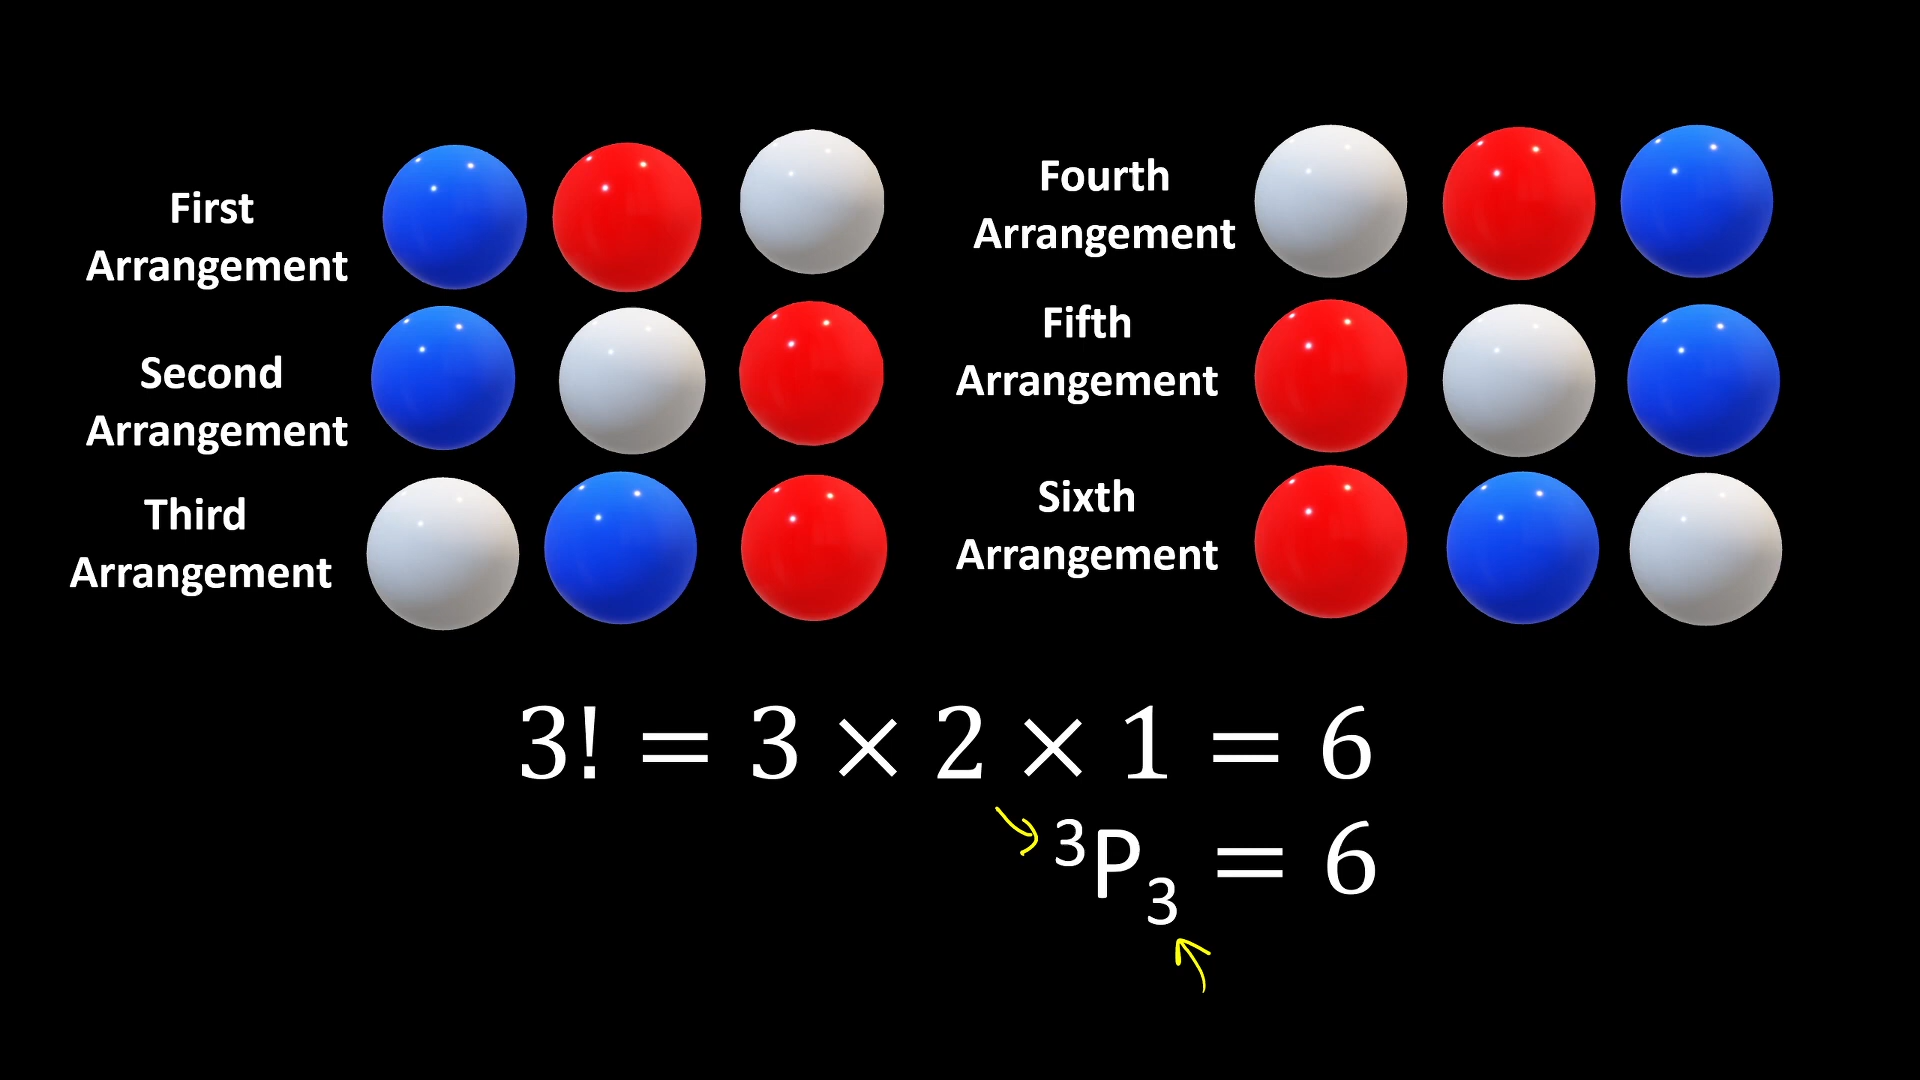 First
Arrangement
Second
Arrangement
Third
Arrangement
Fourth
Arrangement
Fifth
Arrangement
Sixth
Arrangement
3! = 3 × 2 × 1 = 6
³P₃ = 6